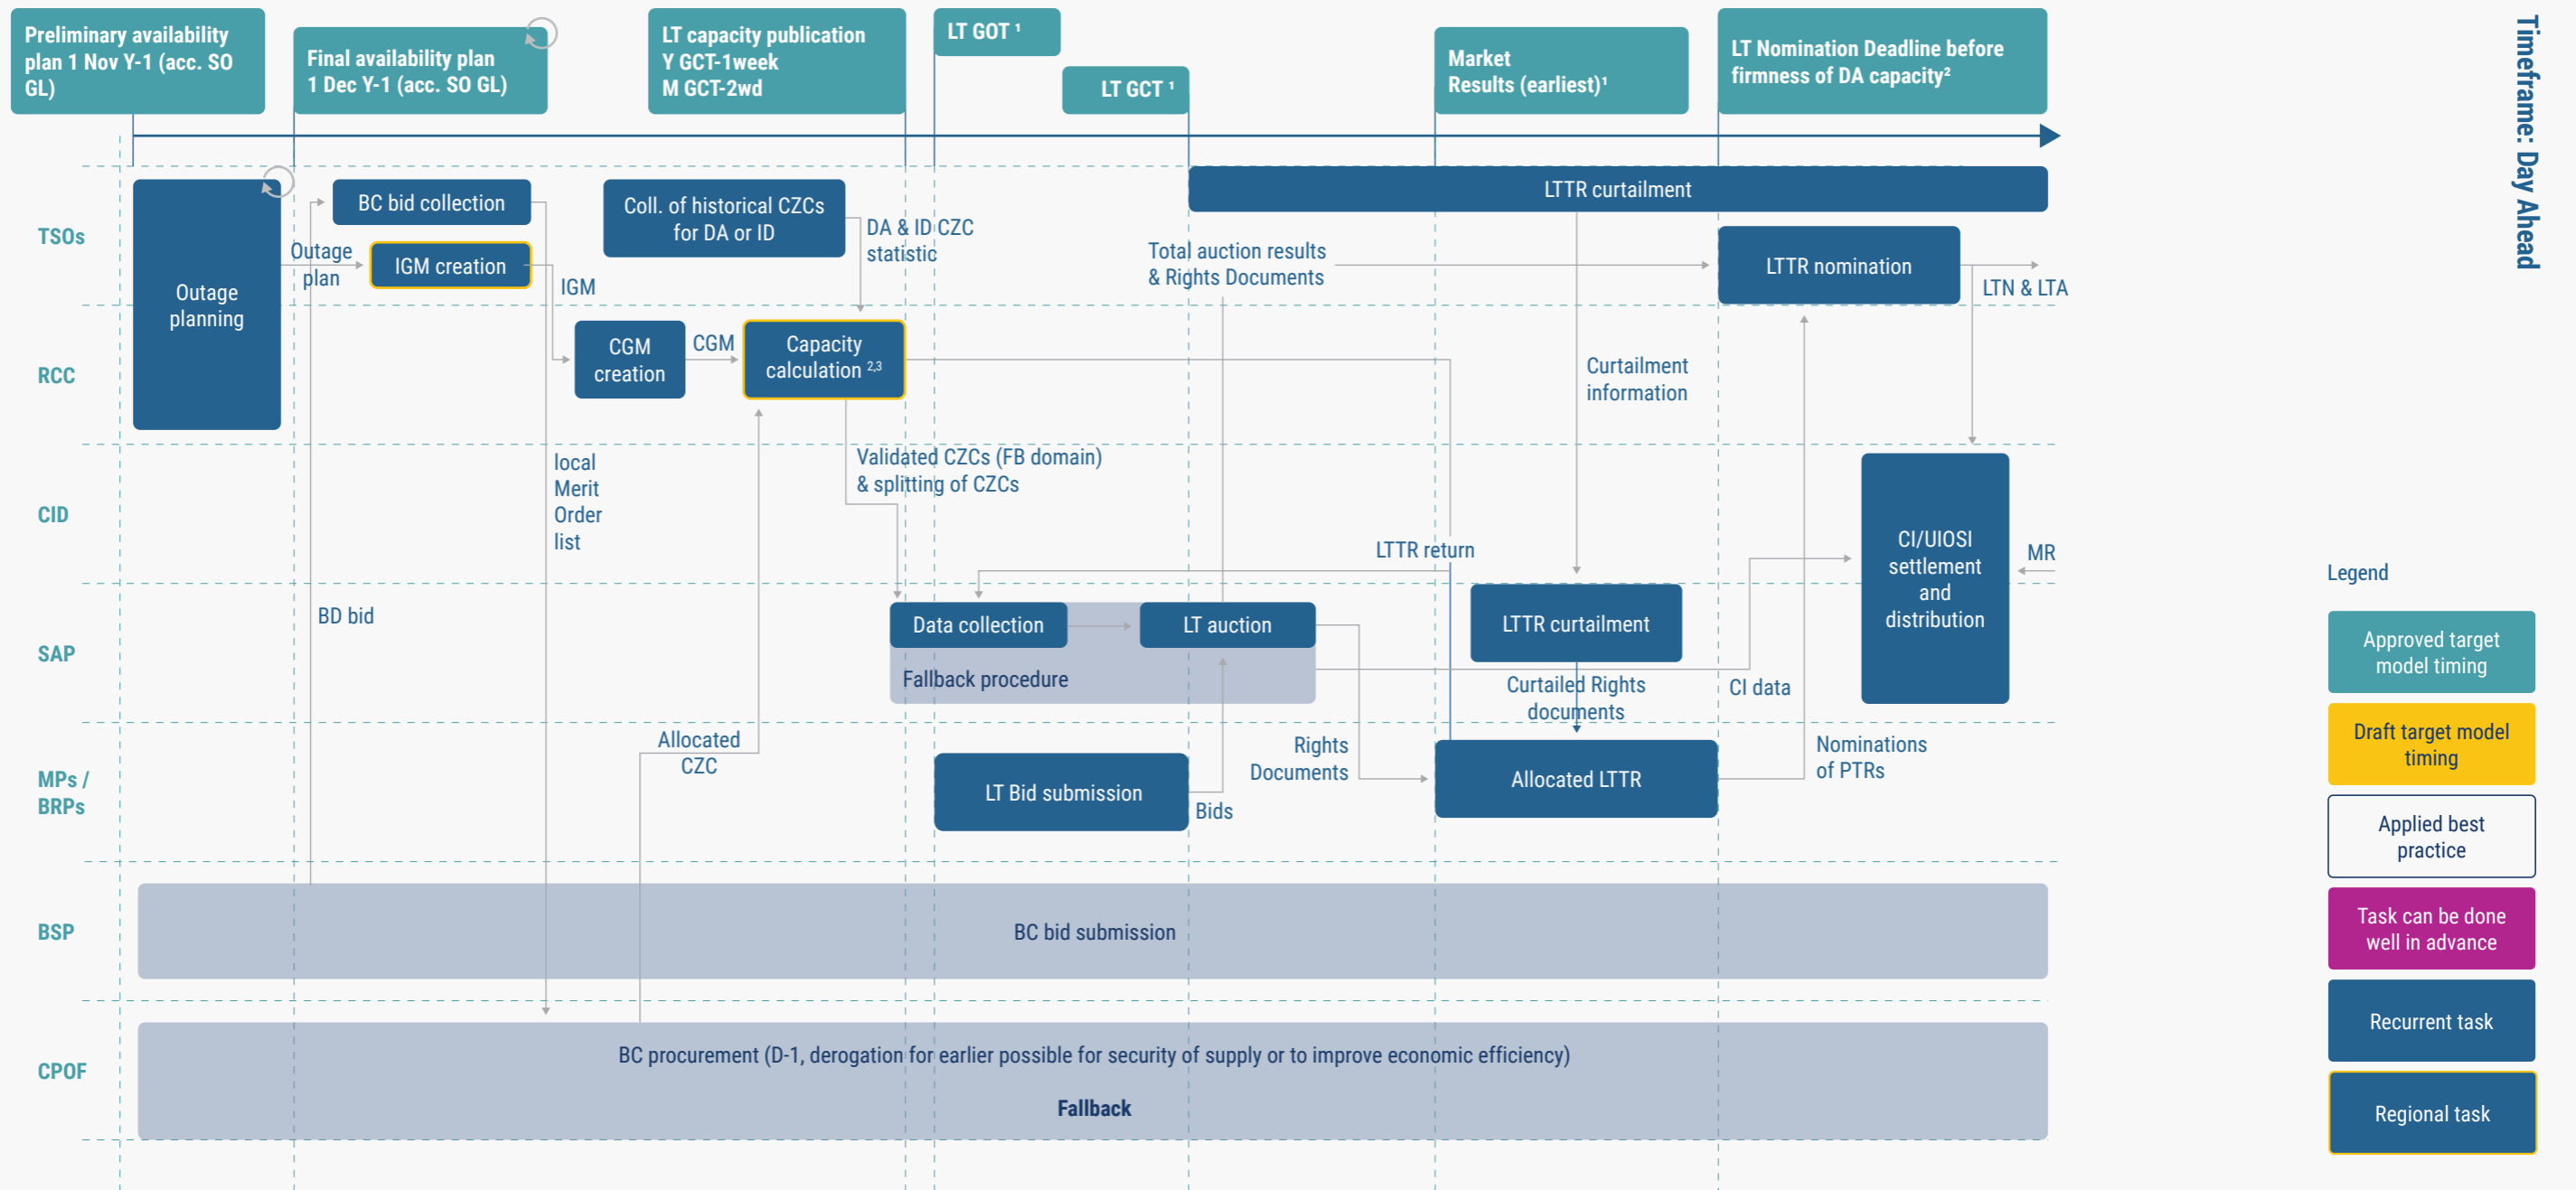 Preliminary availability
plan 1 Nov Y-1 (acc. SO
GL)
Final availability plan
1 Dec Y-1 (acc. SO GL)
LT capacity publication
Y GCT-1week
M GCT-2wd
LT GOT ¹
LT GCT ¹
Market
Results (earliest)¹
LT Nomination Deadline before
firmness of DA capacity²
Timeframe: Day Ahead
TSOs
RCC
CID
SAP
MPs /
BRPs
BSP
CPOF
Outage
planning
Outage
plan
BC bid collection
IGM creation
IGM
Coll. of historical CZCs
for DA or ID
DA & ID CZC
statistic
LTTR curtailment
Total auction results
& Rights Documents
LTTR nomination
LTN & LTA
CGM
creation
CGM
Capacity
calculation ²,³
Curtailment
information
local
Merit
Order
list
Validated CZCs (FB domain)
& splitting of CZCs
LTTR return
CI/UIOSI
settlement
and
distribution
MR
BD bid
Data collection
LT auction
Fallback procedure
LTTR curtailment
Curtailed Rights
documents
CI data
Allocated
CZC
LT Bid submission
Bids
Rights
Documents
Allocated LTTR
Nominations
of PTRs
BC bid submission
BC procurement (D-1, derogation for earlier possible for security of supply or to improve economic efficiency)
Fallback
Legend
Approved target
model timing
Draft target model
timing
Applied best
practice
Task can be done
well in advance
Recurrent task
Regional task